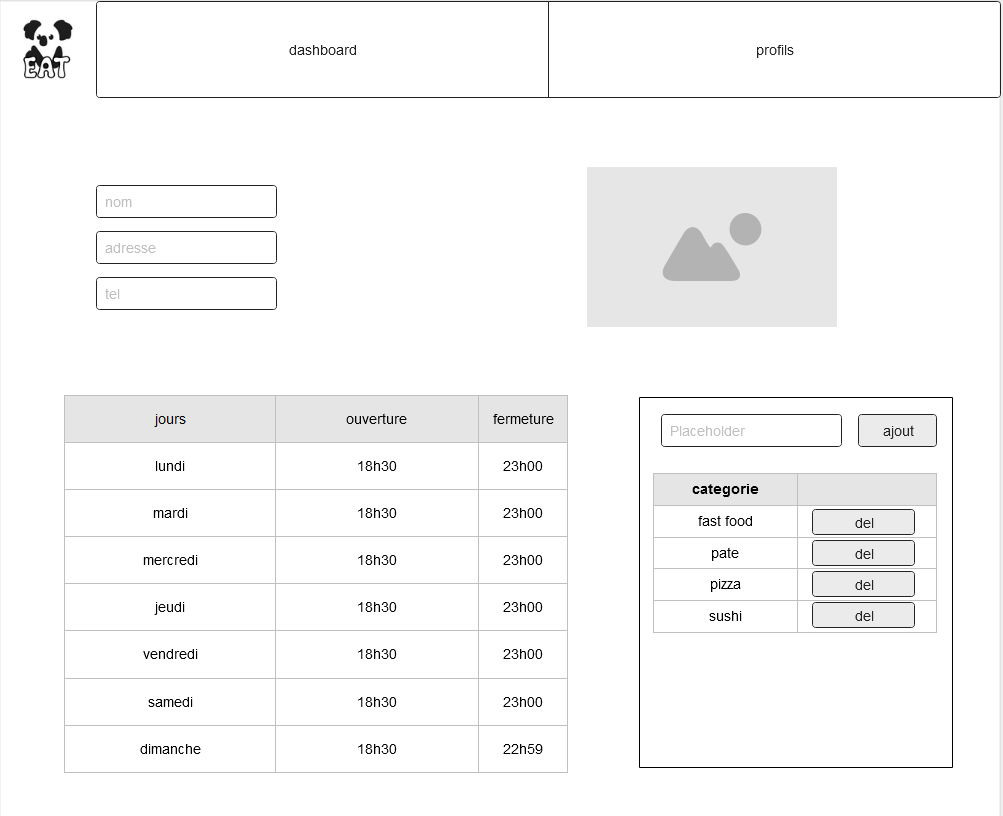 EAT
dashboard profils
nom
adresse
tel
jours ouverture fermeture
lundi 18h30 23h00
mardi 18h30 23h00
mercredi 18h30 23h00
jeudi 18h30 23h00
vendredi 18h30 23h00
samedi 18h30 23h00
dimanche 18h30 22h59
Placeholder ajout
categorie
fast food del
pate del
pizza del
sushi del